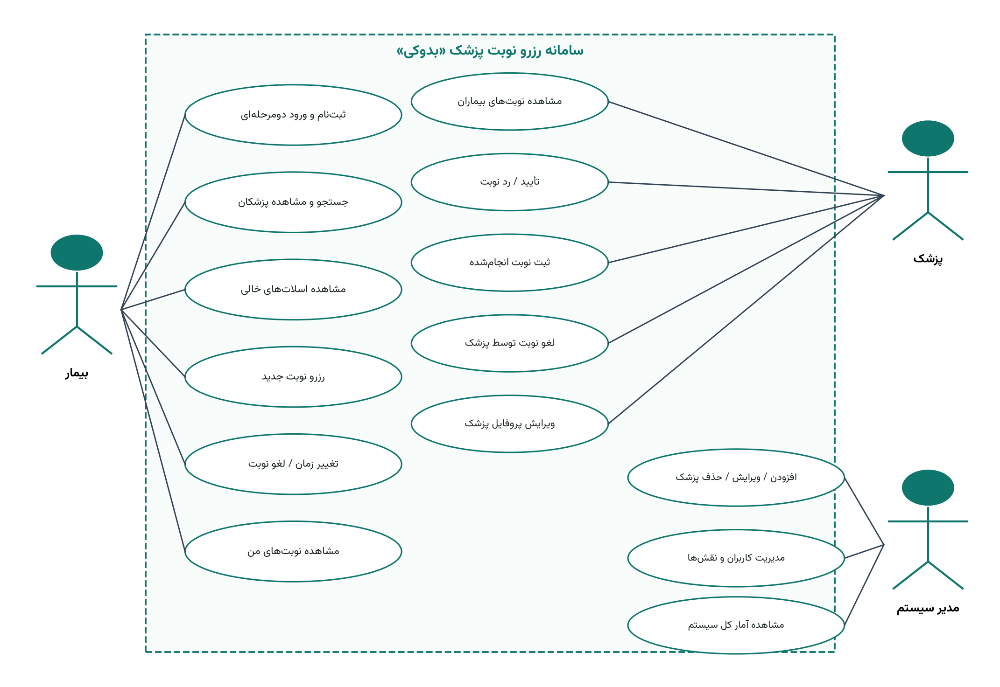 سامانه رزرو نوبت پزشک «بدوکی»
ثبت‌نام و ورود دومرحله‌ای
جستجو و مشاهده پزشکان
مشاهده اسلات‌های خالی
رزرو نوبت جدید
تغییر زمان / لغو نوبت
مشاهده نوبت‌های من
مشاهده نوبت‌های بیماران
تأیید / رد نوبت
ثبت نوبت انجام‌شده
لغو نوبت توسط پزشک
ویرایش پروفایل پزشک
افزودن / ویرایش / حذف پزشک
مدیریت کاربران و نقش‌ها
مشاهده آمار کل سیستم
بیمار
پزشک
مدیر سیستم